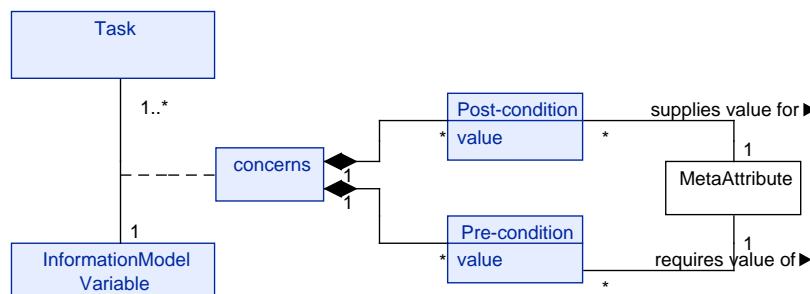 Task
1..*
Post-condition
value
supplies value for ►
*
*
1
concerns
1
1
MetaAttribute
1
1
InformationModel
Variable
Pre-condition
value
*
*
requires value of ►